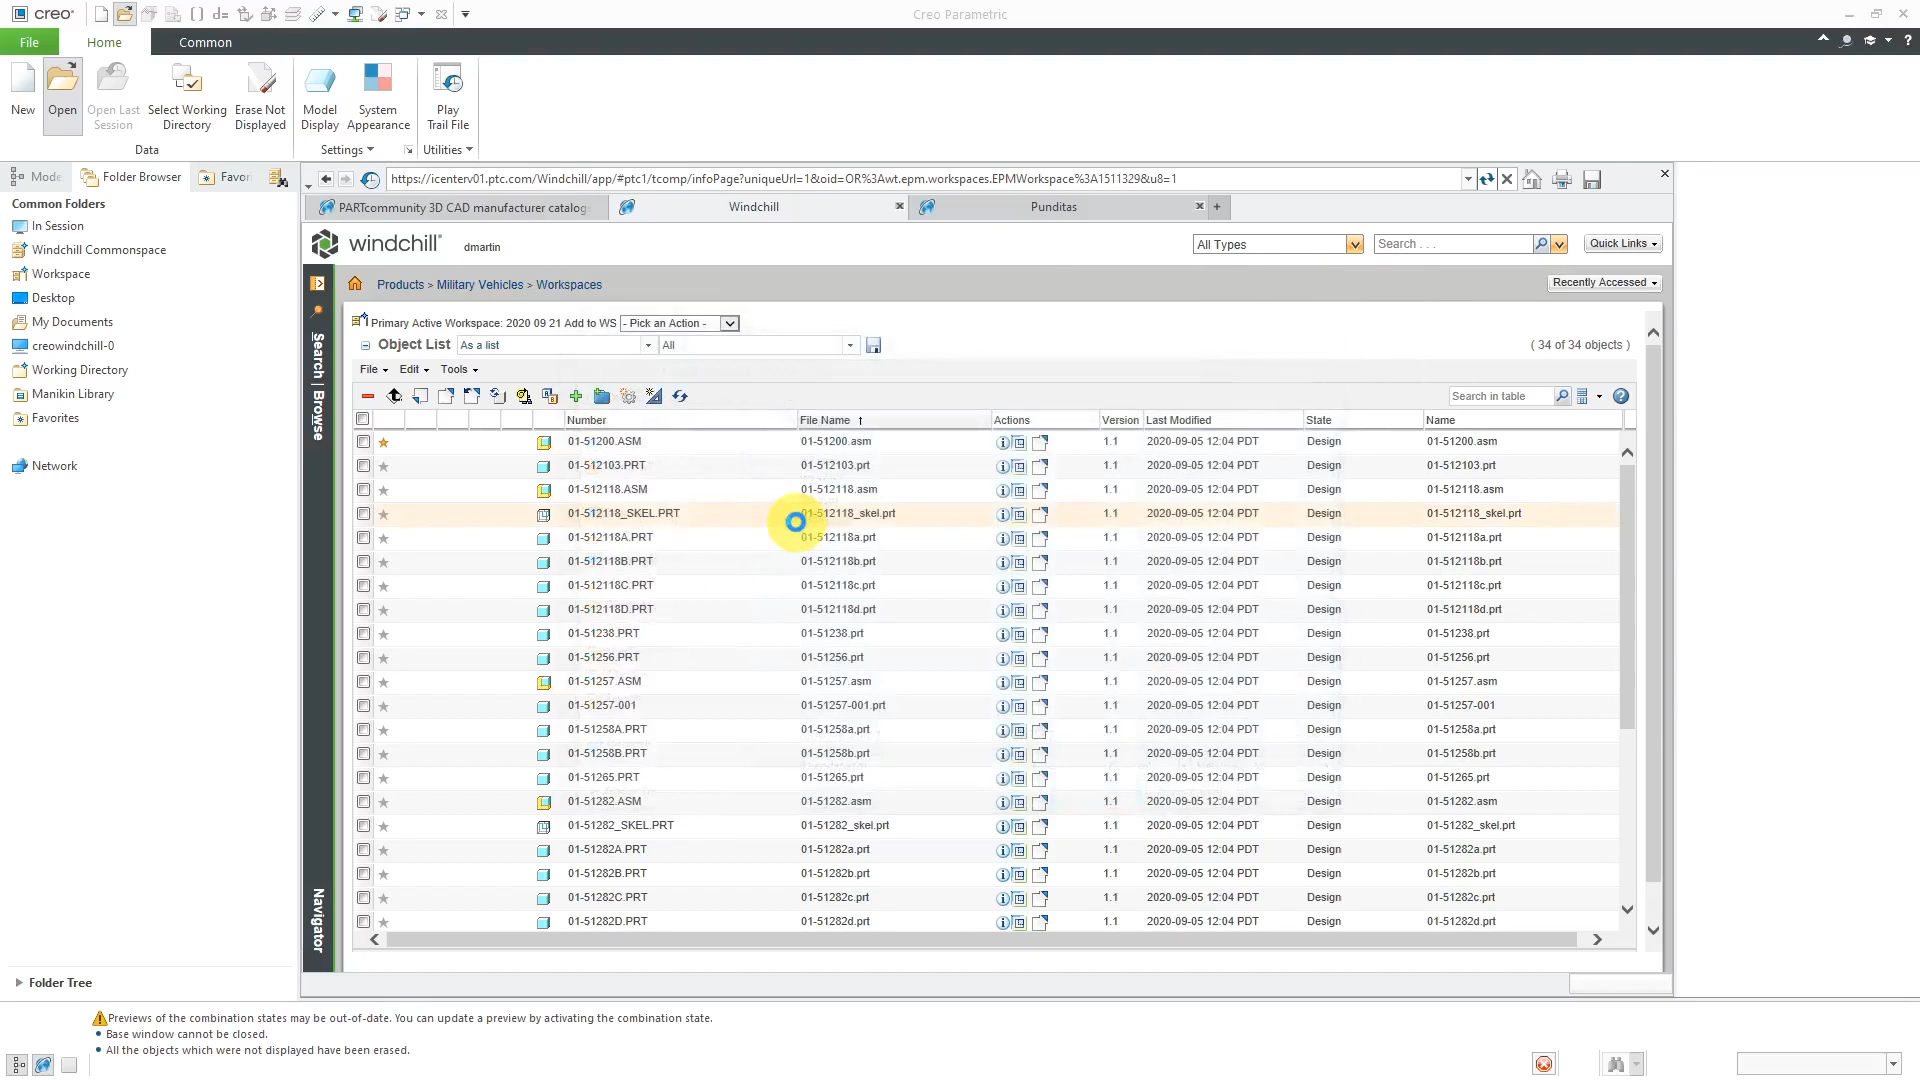 creo
Creo Parametric
File
Home
Common
New
Open
Open Last Session
Select Working Directory
Erase Not Displayed
Model Display
System Appearance
Play Trail File
Data
Settings
Utilities
Mode
Folder Browser
Favori
https://icenterv01.ptc.com/Windchill/app/#ptc1/tcomp/infoPage?uniqueUrl=1&oid=OR%3Awt.epm.workspaces.EPMWorkspace%3A1511329&u8=1
PARTcommunity 3D CAD manufacturer catalog
Windchill
Punditas
Common Folders
In Session
Windchill Commonspace
Workspace
Desktop
My Documents
creowindchill-0
Working Directory
Manikin Library
Favorites
Network
Folder Tree
windchill
dmartin
All Types
Search . . .
Quick Links
Products > Military Vehicles > Workspaces
Recently Accessed
Search | Browse
Navigator
Primary Active Workspace: 2020 09 21 Add to WS - Pick an Action -
Object List As a list All ( 34 of 34 objects )
File Edit Tools
Search in table
Number File Name Actions Version Last Modified State Name
01-51200.ASM 01-51200.asm 1.1 2020-09-05 12:04 PDT Design 01-51200.asm
01-512103.PRT 01-512103.prt 1.1 2020-09-05 12:04 PDT Design 01-512103.prt
01-512118.ASM 01-512118.asm 1.1 2020-09-05 12:04 PDT Design 01-512118.asm
01-512118_SKEL.PRT 01-512118_skel.prt 1.1 2020-09-05 12:04 PDT Design 01-512118_skel.prt
01-512118A.PRT 01-512118a.prt 1.1 2020-09-05 12:04 PDT Design 01-512118a.prt
01-512118B.PRT 01-512118b.prt 1.1 2020-09-05 12:04 PDT Design 01-512118b.prt
01-512118C.PRT 01-512118c.prt 1.1 2020-09-05 12:04 PDT Design 01-512118c.prt
01-512118D.PRT 01-512118d.prt 1.1 2020-09-05 12:04 PDT Design 01-512118d.prt
01-51238.PRT 01-51238.prt 1.1 2020-09-05 12:04 PDT Design 01-51238.prt
01-51256.PRT 01-51256.prt 1.1 2020-09-05 12:04 PDT Design 01-51256.prt
01-51257.ASM 01-51257.asm 1.1 2020-09-05 12:04 PDT Design 01-51257.asm
01-51257-001 01-51257-001.prt 1.1 2020-09-05 12:04 PDT Design 01-51257-001
01-51258A.PRT 01-51258a.prt 1.1 2020-09-05 12:04 PDT Design 01-51258a.prt
01-51258B.PRT 01-51258b.prt 1.1 2020-09-05 12:04 PDT Design 01-51258b.prt
01-51265.PRT 01-51265.prt 1.1 2020-09-05 12:04 PDT Design 01-51265.prt
01-51282.ASM 01-51282.asm 1.1 2020-09-05 12:04 PDT Design 01-51282.asm
01-51282_SKEL.PRT 01-51282_skel.prt 1.1 2020-09-05 12:04 PDT Design 01-51282_skel.prt
01-51282A.PRT 01-51282a.prt 1.1 2020-09-05 12:04 PDT Design 01-51282a.prt
01-51282B.PRT 01-51282b.prt 1.1 2020-09-05 12:04 PDT Design 01-51282b.prt
01-51282C.PRT 01-51282c.prt 1.1 2020-09-05 12:04 PDT Design 01-51282c.prt
01-51282D.PRT 01-51282d.prt 1.1 2020-09-05 12:04 PDT Design 01-51282d.prt
Previews of the combination states may be out-of-date. You can update a preview by activating the combination state.
• Base window cannot be closed.
• All the objects which were not displayed have been erased.